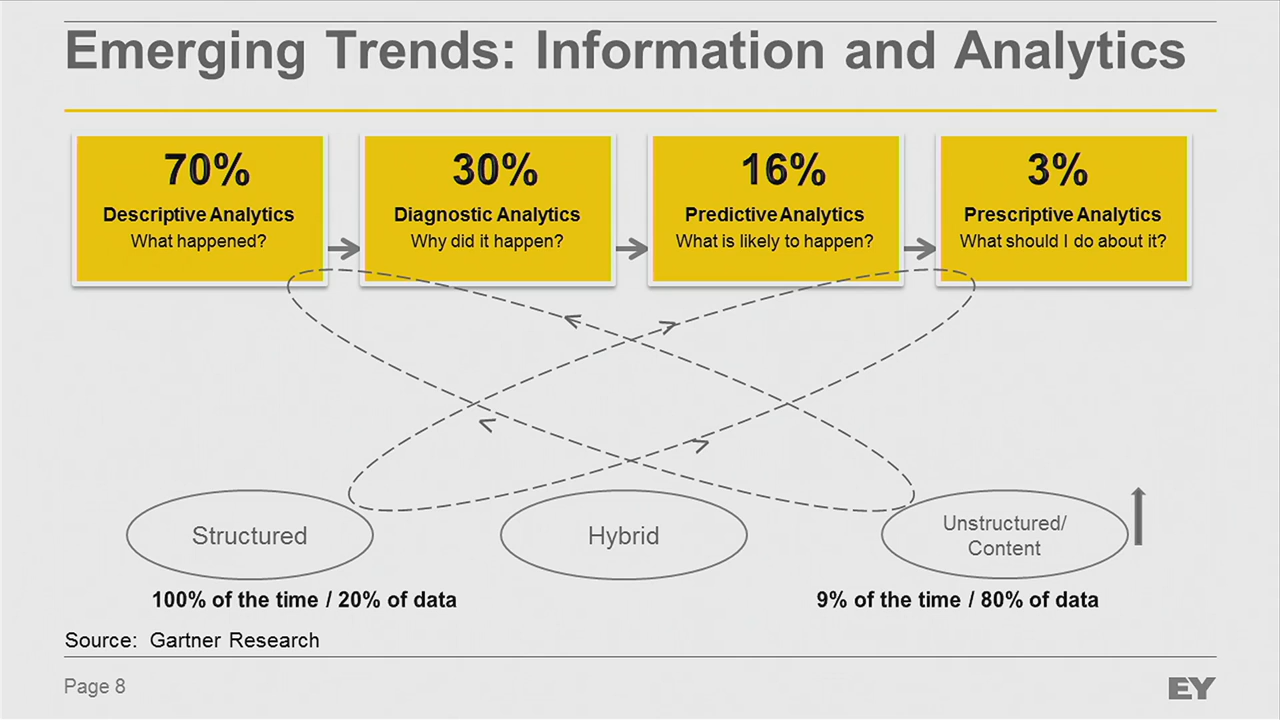 Emerging Trends: Information and Analytics
70%
Descriptive Analytics
What happened?
30%
Diagnostic Analytics
Why did it happen?
16%
Predictive Analytics
What is likely to happen?
3%
Prescriptive Analytics
What should I do about it?
Structured
Hybrid
Unstructured/
Content
100% of the time / 20% of data
9% of the time / 80% of data
Source: Gartner Research
Page 8
EY